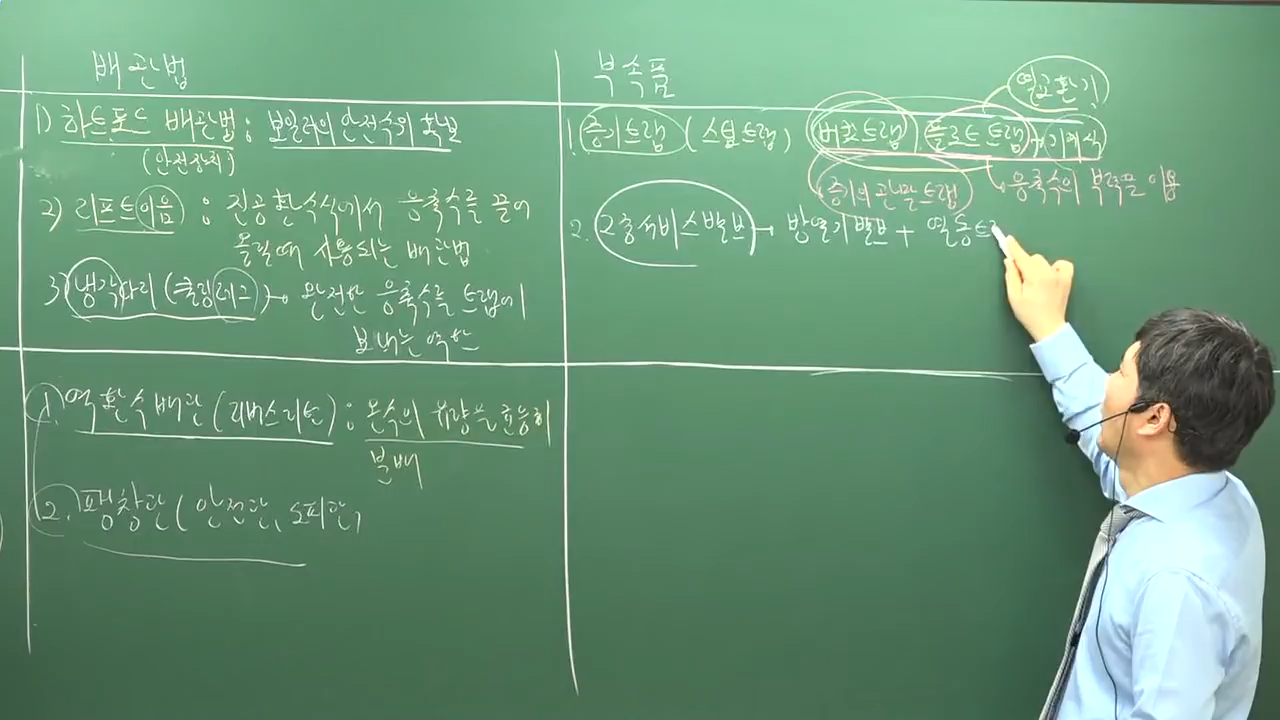 배관법
1) 하트포드 배관법 : 보일러의 안전수위 확보
(안전장치)
2) 리프트이음 : 진공환수식에서 응축수를 끌어
올릴때 사용되는 배관법
3) 냉각다리 (쿨링레그) → 완전한 응축수를 트랩에
보내는 역할
1. 역환수배관 (리버스리턴) : 온수의 유량을 균등히
분배
2. 팽창관 (안전관, 도피관)
부속품
열교환기
1. 증기트랩 (스팀트랩) 버킷트랩 플로트트랩 → 기계식
증기의 관말트랩 응축수의 부력을 이용
2. 2중서비스밸브 → 방열기밸브 + 열동트